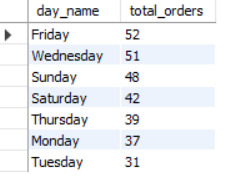 day_name total_orders
Friday 52
Wednesday 51
Sunday 48
Saturday 42
Thursday 39
Monday 37
Tuesday 31